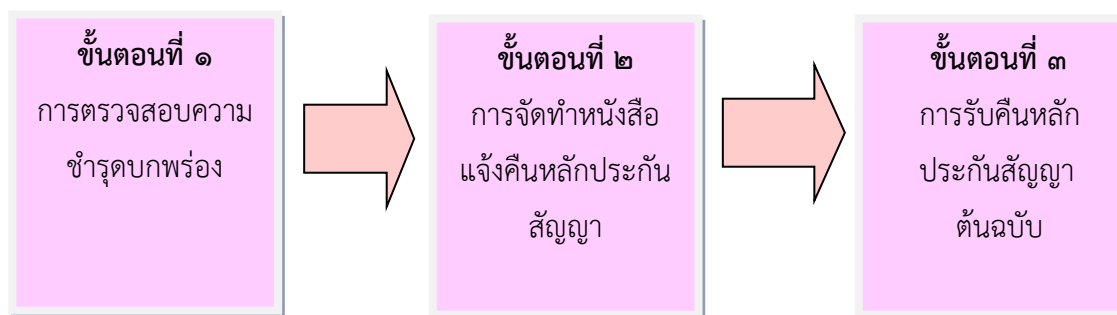 ขั้นตอนที่ ๑
การตรวจสอบความ
ชำรุดบกพร่อง
ขั้นตอนที่ ๒
การจัดทำหนังสือ
แจ้งคืนหลักประกัน
สัญญา
ขั้นตอนที่ ๓
การรับคืนหลัก
ประกันสัญญา
ต้นฉบับ